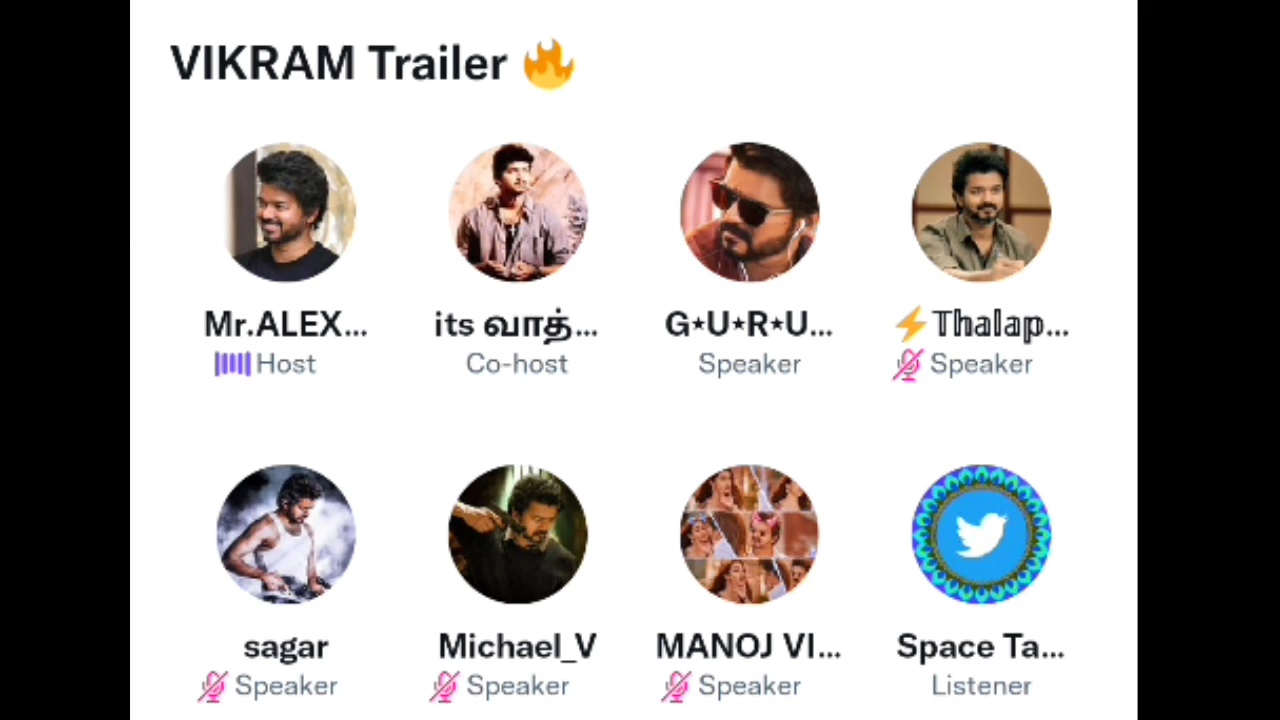 VIKRAM Trailer 🔥
Mr.ALEX...
its வாத்...
G⋆U⋆R⋆U...
⚡𝕋𝕙𝕒𝕝𝕒𝕡...
Host
Co-host
Speaker
Speaker
sagar
Michael_V
MANOJ VI...
Space Ta...
Speaker
Speaker
Speaker
Listener